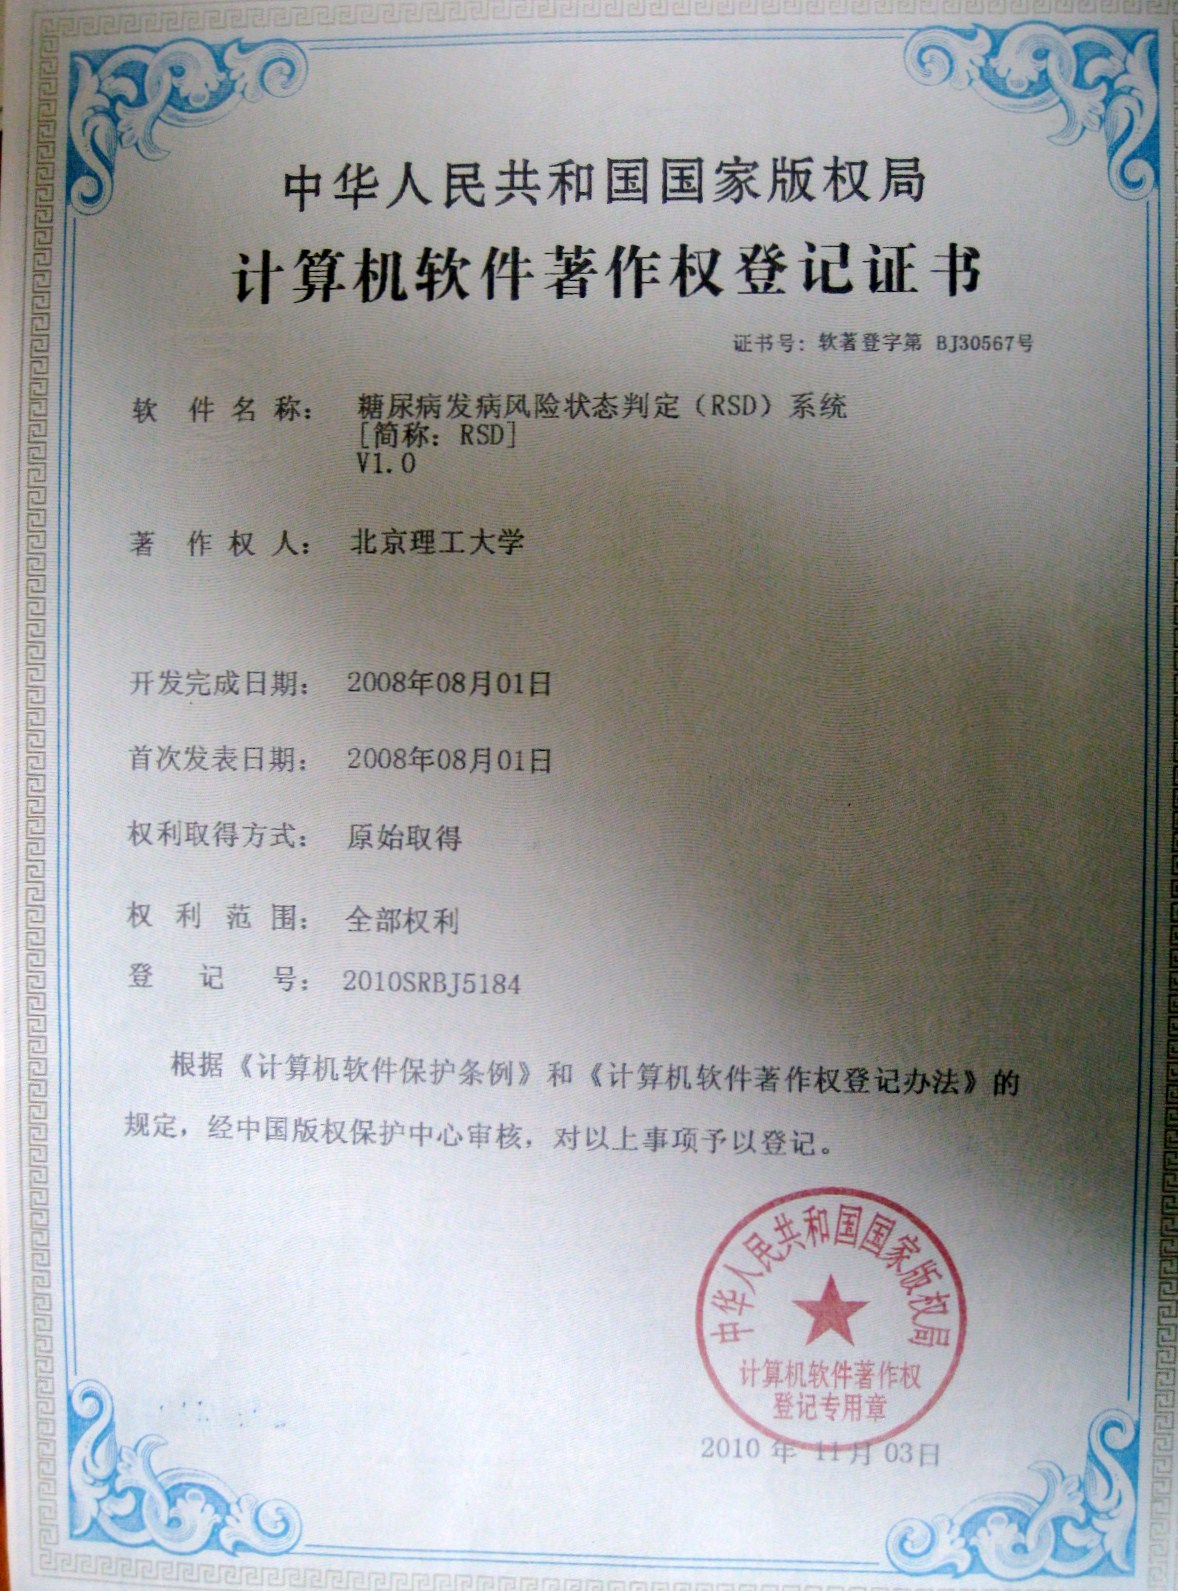 中华人民共和国国家版权局
计算机软件著作权登记证书
证书号：软著登字第 BJ30567号
软件名称：糖尿病发病风险状态判定（RSD）系统
[简称：RSD]
V1.0
著作权人：北京理工大学
开发完成日期：2008年08月01日
首次发表日期：2008年08月01日
权利取得方式：原始取得
权利范围：全部权利
登记号：2010SRBJ5184
根据《计算机软件保护条例》和《计算机软件著作权登记办法》的
规定，经中国版权保护中心审核，对以上事项予以登记。
中华人民共和国国家版权局
计算机软件著作权
登记专用章
2010 年 11月 03日